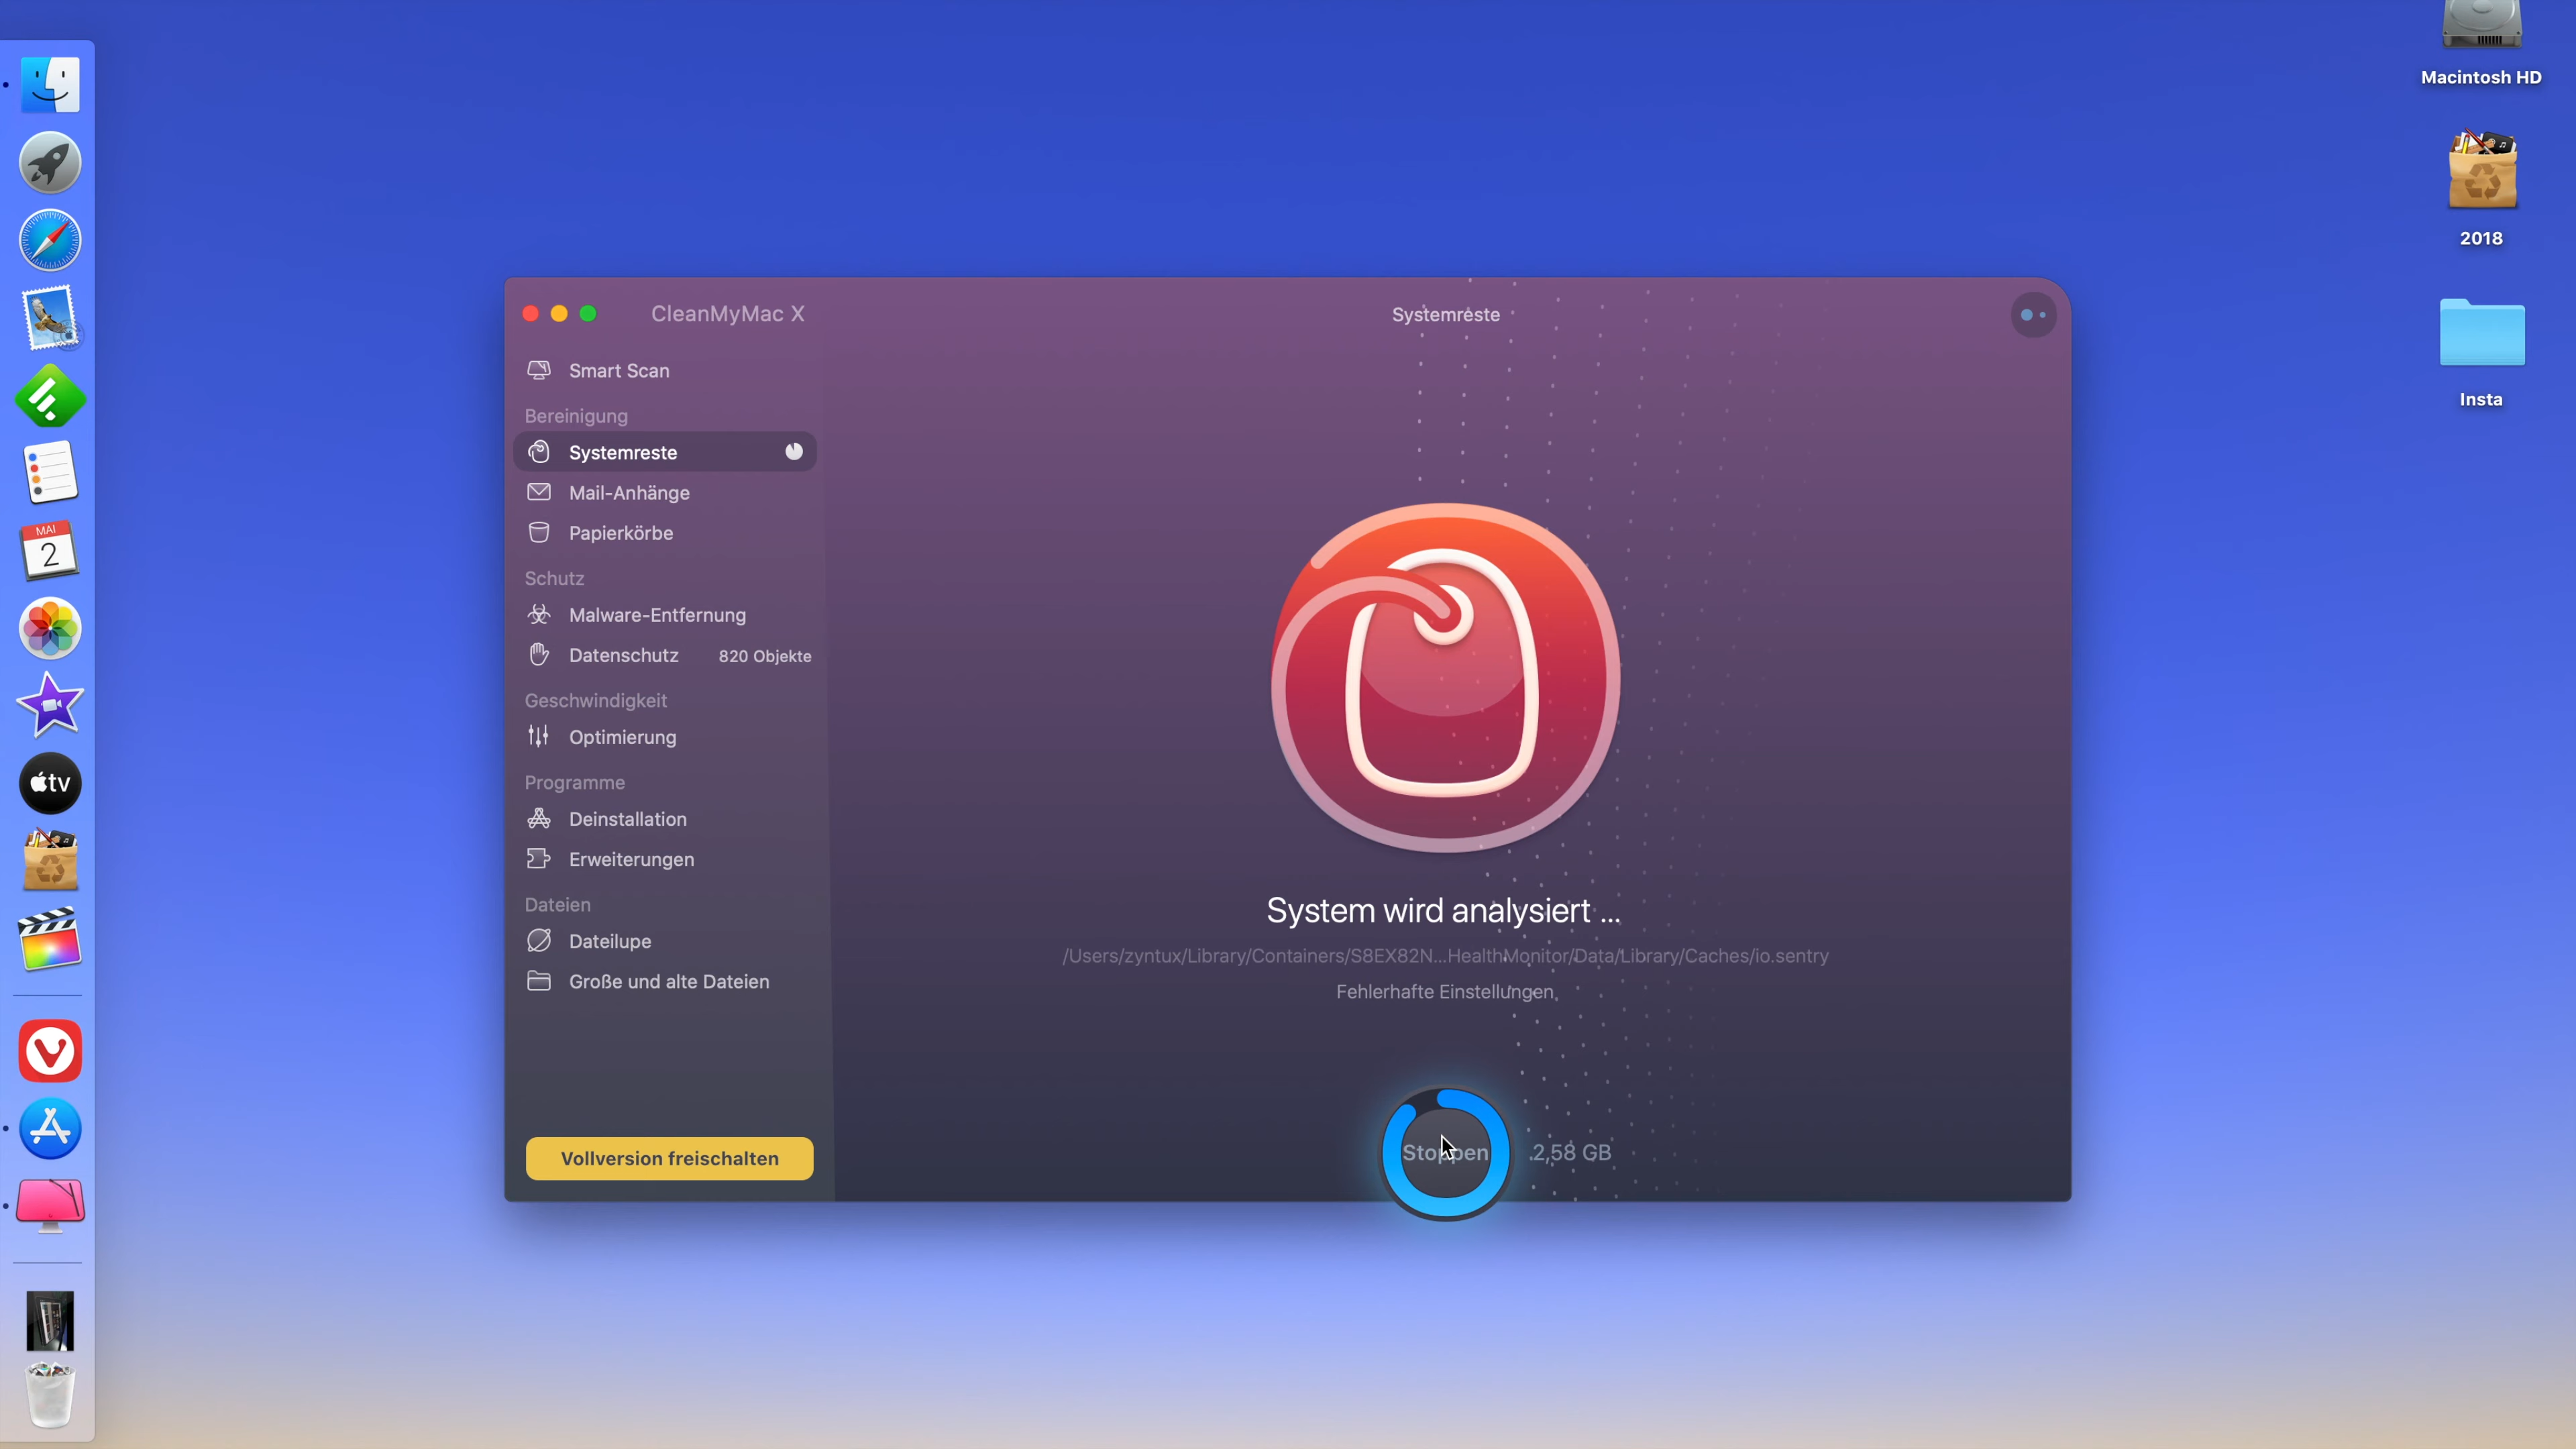 Macintosh HD
2018
Insta
MAI
2
tv
CleanMyMac X
Systemreste
Smart Scan
Bereinigung
Systemreste
Mail-Anhänge
Papierkörbe
Schutz
Malware-Entfernung
Datenschutz 820 Objekte
Geschwindigkeit
Optimierung
Programme
Deinstallation
Erweiterungen
Dateien
Dateilupe
Große und alte Dateien
Vollversion freischalten
System wird analysiert ...
/Users/zyntux/Library/Containers/S8EX82N...HealthMonitor/Data/Library/Caches/io.sentry
Fehlerhafte Einstellungen
Stoppen 2,58 GB